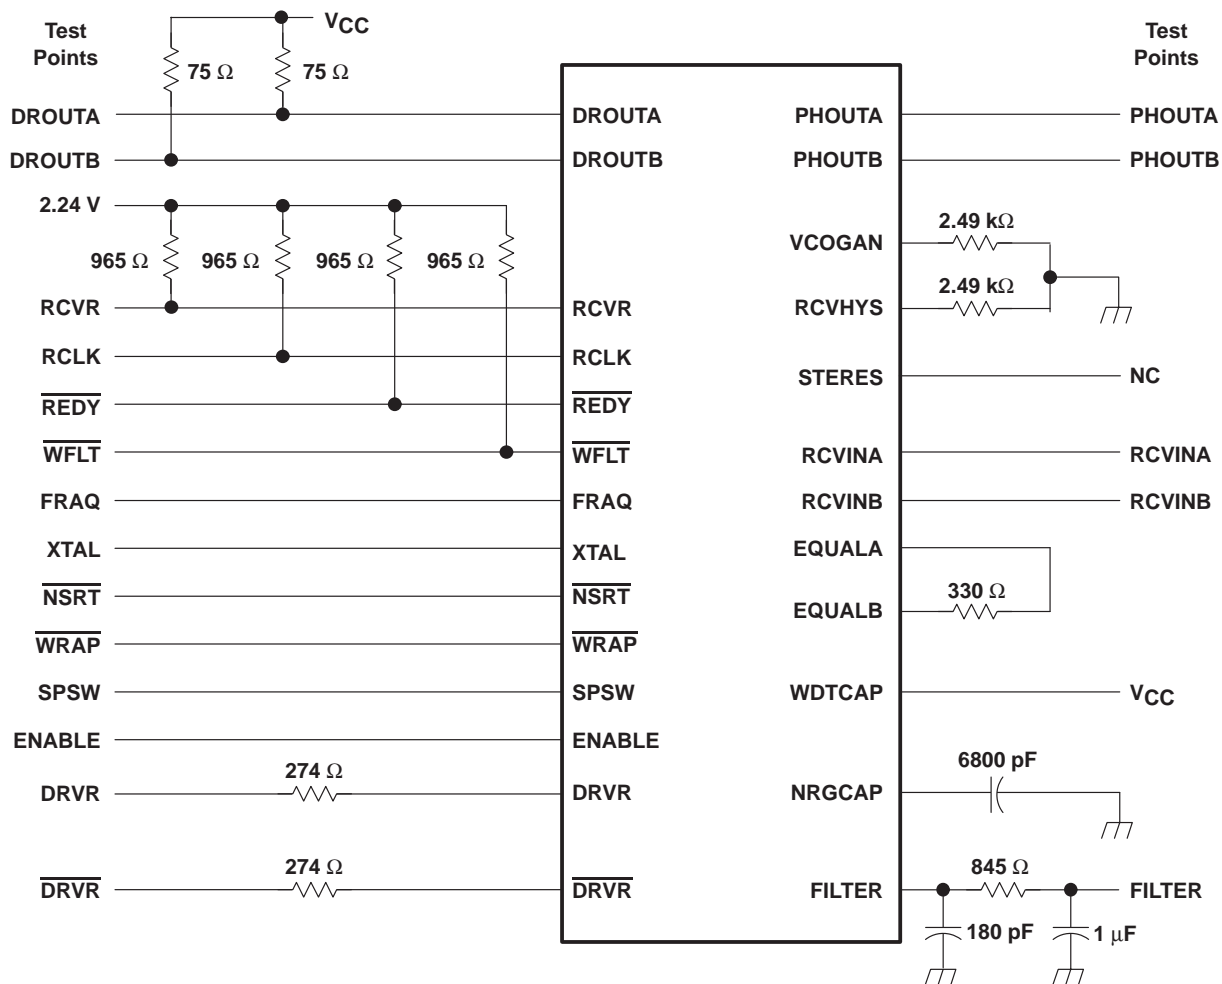 Test
Points
VCC
Test
Points
75 Ω
75 Ω
DROUTA
DROUTA
PHOUTA
PHOUTA
DROUTB
DROUTB
PHOUTB
PHOUTB
2.24 V
2.49 kΩ
VCOGAN
965 Ω
965 Ω
965 Ω
965 Ω
2.49 kΩ
RCVR
RCVR
RCVHYS
RCLK
RCLK
STERES
NC
REDY
REDY
WFLT
WFLT
RCVINA
RCVINA
FRAQ
FRAQ
RCVINB
RCVINB
XTAL
XTAL
EQUALA
NSRT
NSRT
330 Ω
EQUALB
WRAP
WRAP
SPSW
SPSW
WDTCAP
VCC
ENABLE
ENABLE
6800 pF
274 Ω
DRVR
DRVR
NRGCAP
274 Ω
845 Ω
DRVR
DRVR
FILTER
FILTER
180 pF
1 μF